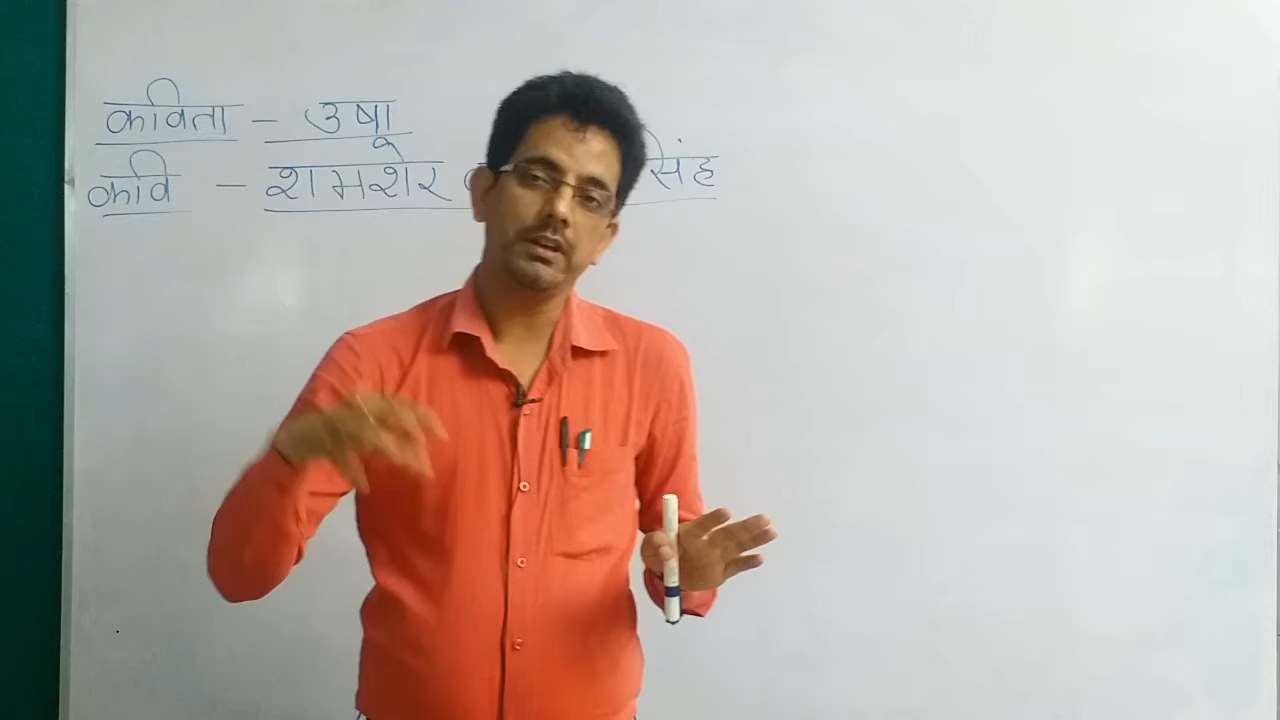 कविता - उषा
कवि - शमशेर सिंह